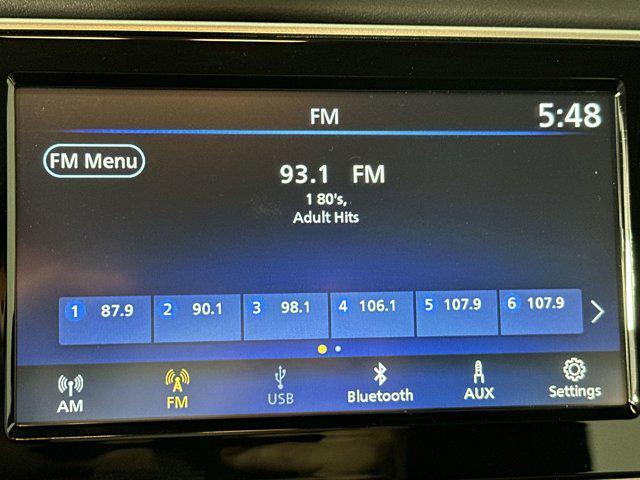 FM 5:48
FM Menu
93.1 FM
1 80's,
Adult Hits
1 87.9 2 90.1 3 98.1 4 106.1 5 107.9 6 107.9
AM FM USB Bluetooth AUX Settings